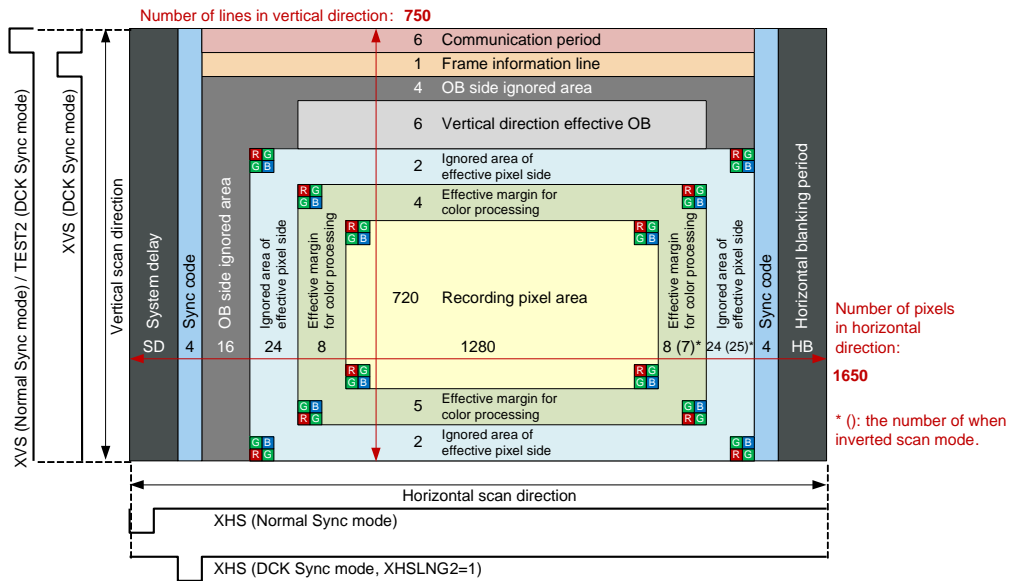 Number of lines in vertical direction: 750
6 Communication period
1 Frame information line
4 OB side ignored area
6 Vertical direction effective OB
R G
G B
R G
G B
2 Ignored area of
effective pixel side
R G
G B
R G
G B
4 Effective margin for
color processing
R G
G B
R G
G B
XVS (Normal Sync mode) / TEST2 (DCK Sync mode)
XVS (DCK Sync mode)
Vertical scan direction
System delay
SD
Sync code
4
OB side ignored area
16
Ignored area of
effective pixel side
24
Effective margin
for color processing
8
720 Recording pixel area
1280
Effective margin
for color processing
8 (7)*
Ignored area of
effective pixel side
24 (25)*
Sync code
4
Horizontal blanking period
HB
Number of pixels
in horizontal
direction:
1650
* (): the number of when
inverted scan mode.
R G
G B
R G
G B
5 Effective margin for
color processing
G B
R G
G B
R G
2 Ignored area of
effective pixel side
G B
R G
G B
R G
Horizontal scan direction
XHS (Normal Sync mode)
XHS (DCK Sync mode, XHSLNG2=1)